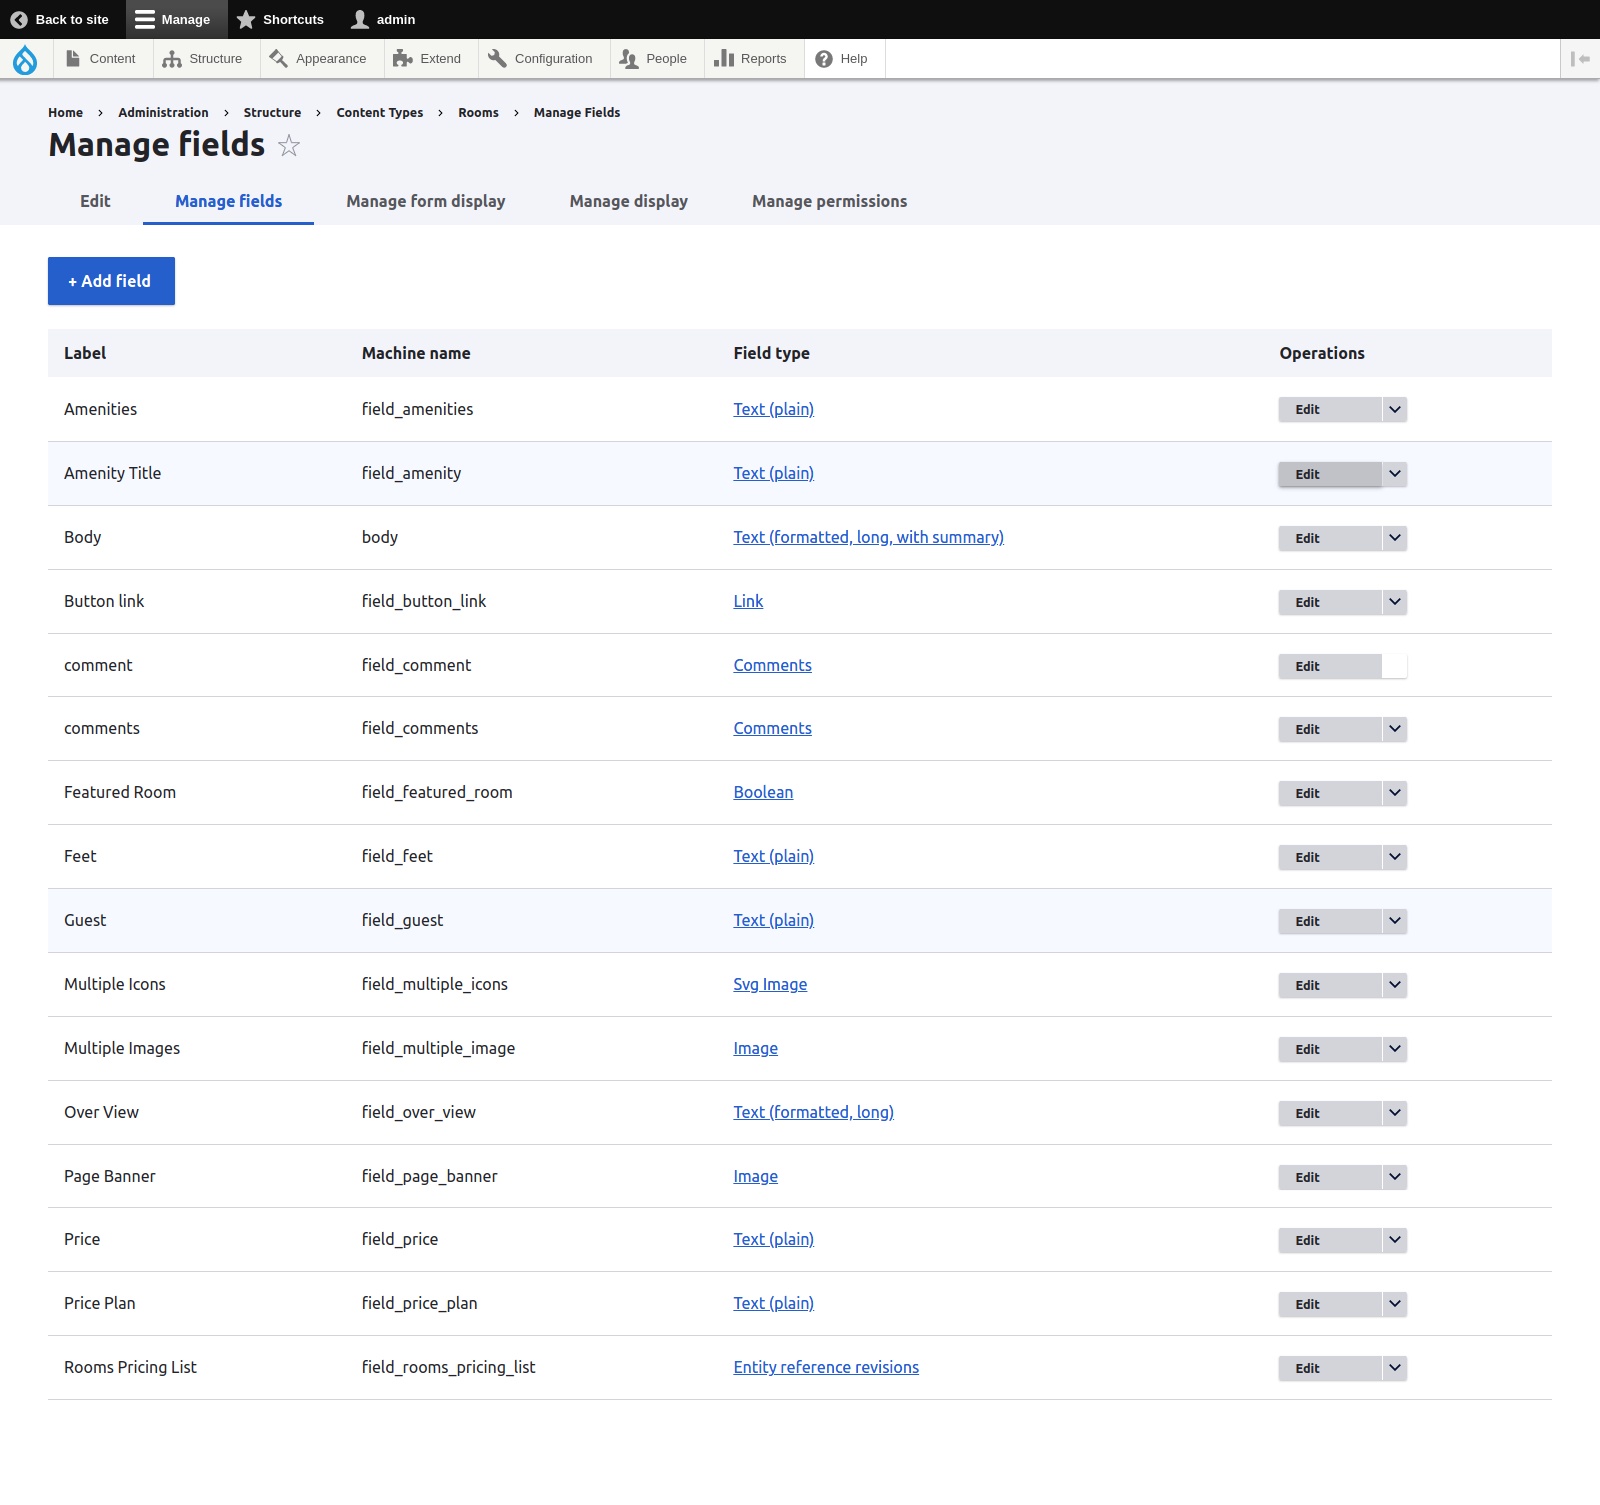 Back to site Manage Shortcuts admin
Content Structure Appearance Extend Configuration People Reports Help
Home › Administration › Structure › Content Types › Rooms › Manage Fields
Manage fields
Edit Manage fields Manage form display Manage display Manage permissions
+ Add field
Label Machine name Field type Operations
Amenities field_amenities Text (plain) Edit
Amenity Title field_amenity Text (plain) Edit
Body body Text (formatted, long, with summary) Edit
Button link field_button_link Link Edit
comment field_comment Comments Edit
comments field_comments Comments Edit
Featured Room field_featured_room Boolean Edit
Feet field_feet Text (plain) Edit
Guest field_guest Text (plain) Edit
Multiple Icons field_multiple_icons Svg Image Edit
Multiple Images field_multiple_image Image Edit
Over View field_over_view Text (formatted, long) Edit
Page Banner field_page_banner Image Edit
Price field_price Text (plain) Edit
Price Plan field_price_plan Text (plain) Edit
Rooms Pricing List field_rooms_pricing_list Entity reference revisions Edit